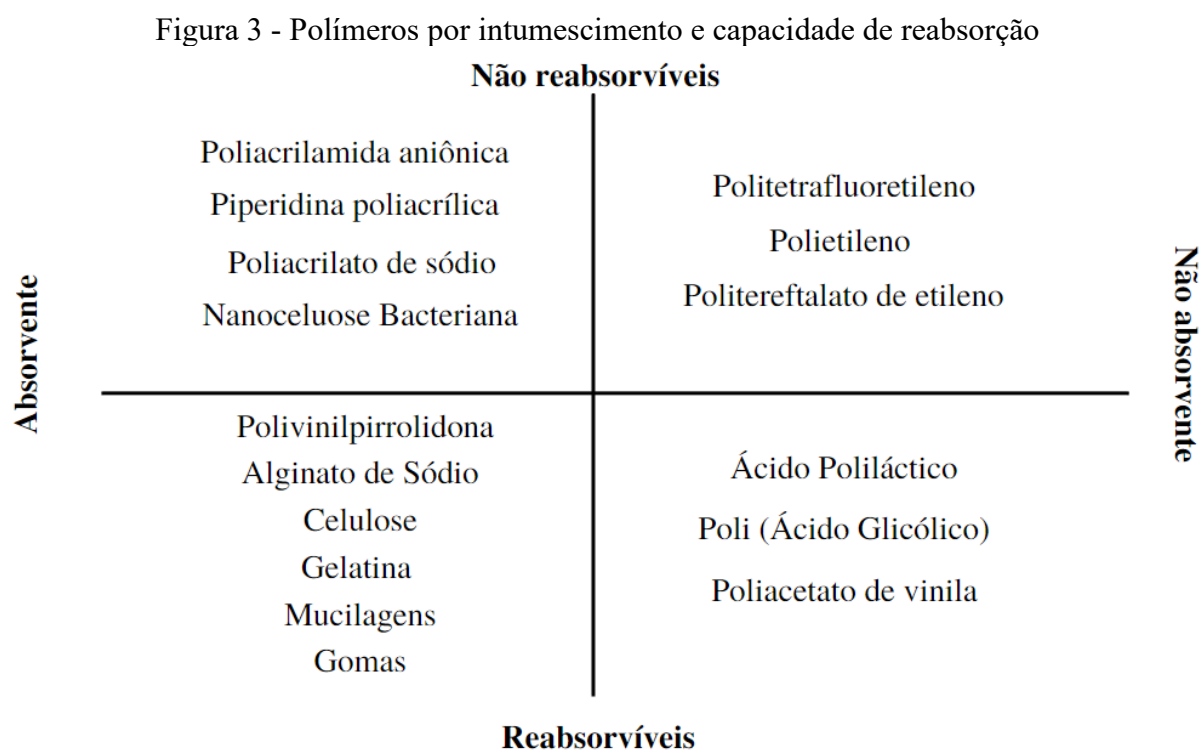 Figura 3 - Polímeros por intumescimento e capacidade de reabsorção
Não reabsorvíveis
Poliacrilamida aniônica
Piperidina poliacrílica
Poliacrilato de sódio
Nanoceluose Bacteriana
Politetrafluoretileno
Polietileno
Politereftalato de etileno
Absorvente
Não absorvente
Polivinilpirrolidona
Alginato de Sódio
Celulose
Gelatina
Mucilagens
Gomas
Ácido Poliláctico
Poli (Ácido Glicólico)
Poliacetato de vinila
Reabsorvíveis